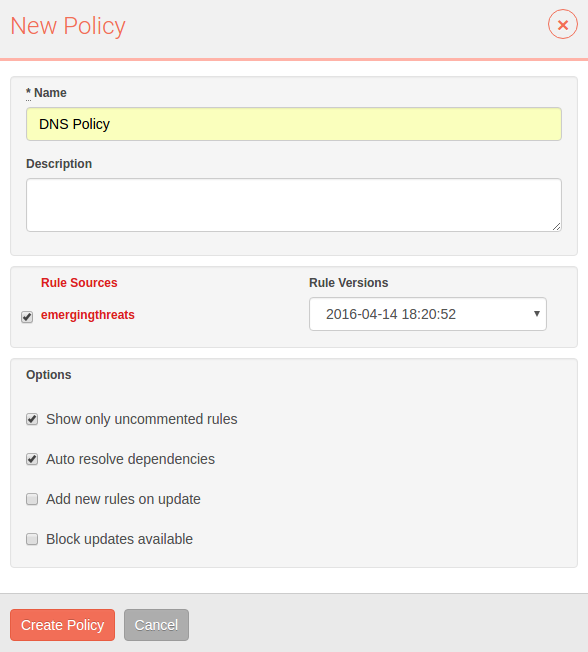 New Policy
* Name
DNS Policy
Description
Rule Sources
Rule Versions
emergingthreats
2016-04-14 18:20:52
Options
Show only uncommented rules
Auto resolve dependencies
Add new rules on update
Block updates available
Create Policy
Cancel